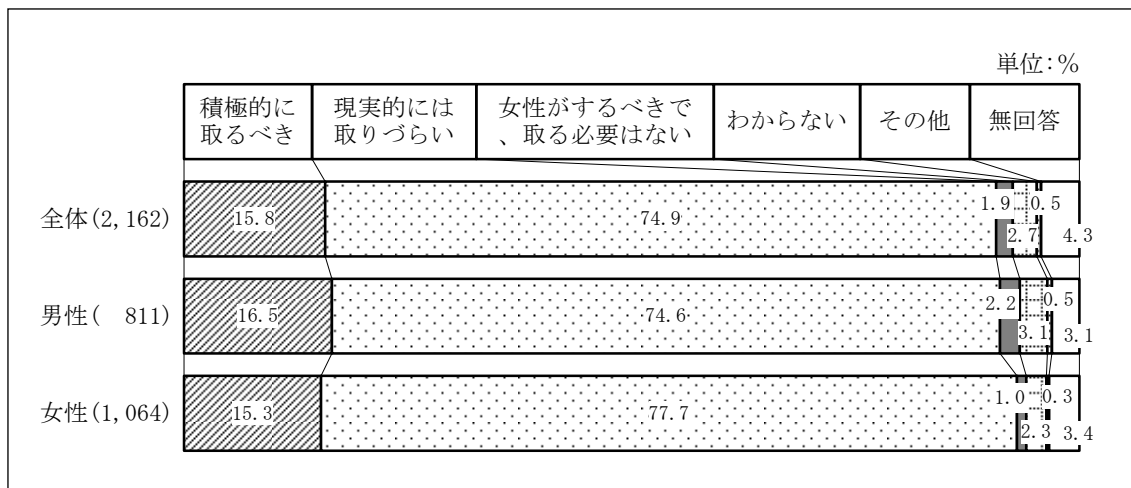 単位：％
積極的に
取るべき
現実的には
取りづらい
女性がするべきで
、取る必要はない
わからない
その他
無回答
全体(2,162)
15.8
74.9
1.9
2.7
0.5
4.3
男性(　811)
16.5
74.6
2.2
3.1
0.5
3.1
女性(1,064)
15.3
77.7
1.0
2.3
0.3
3.4